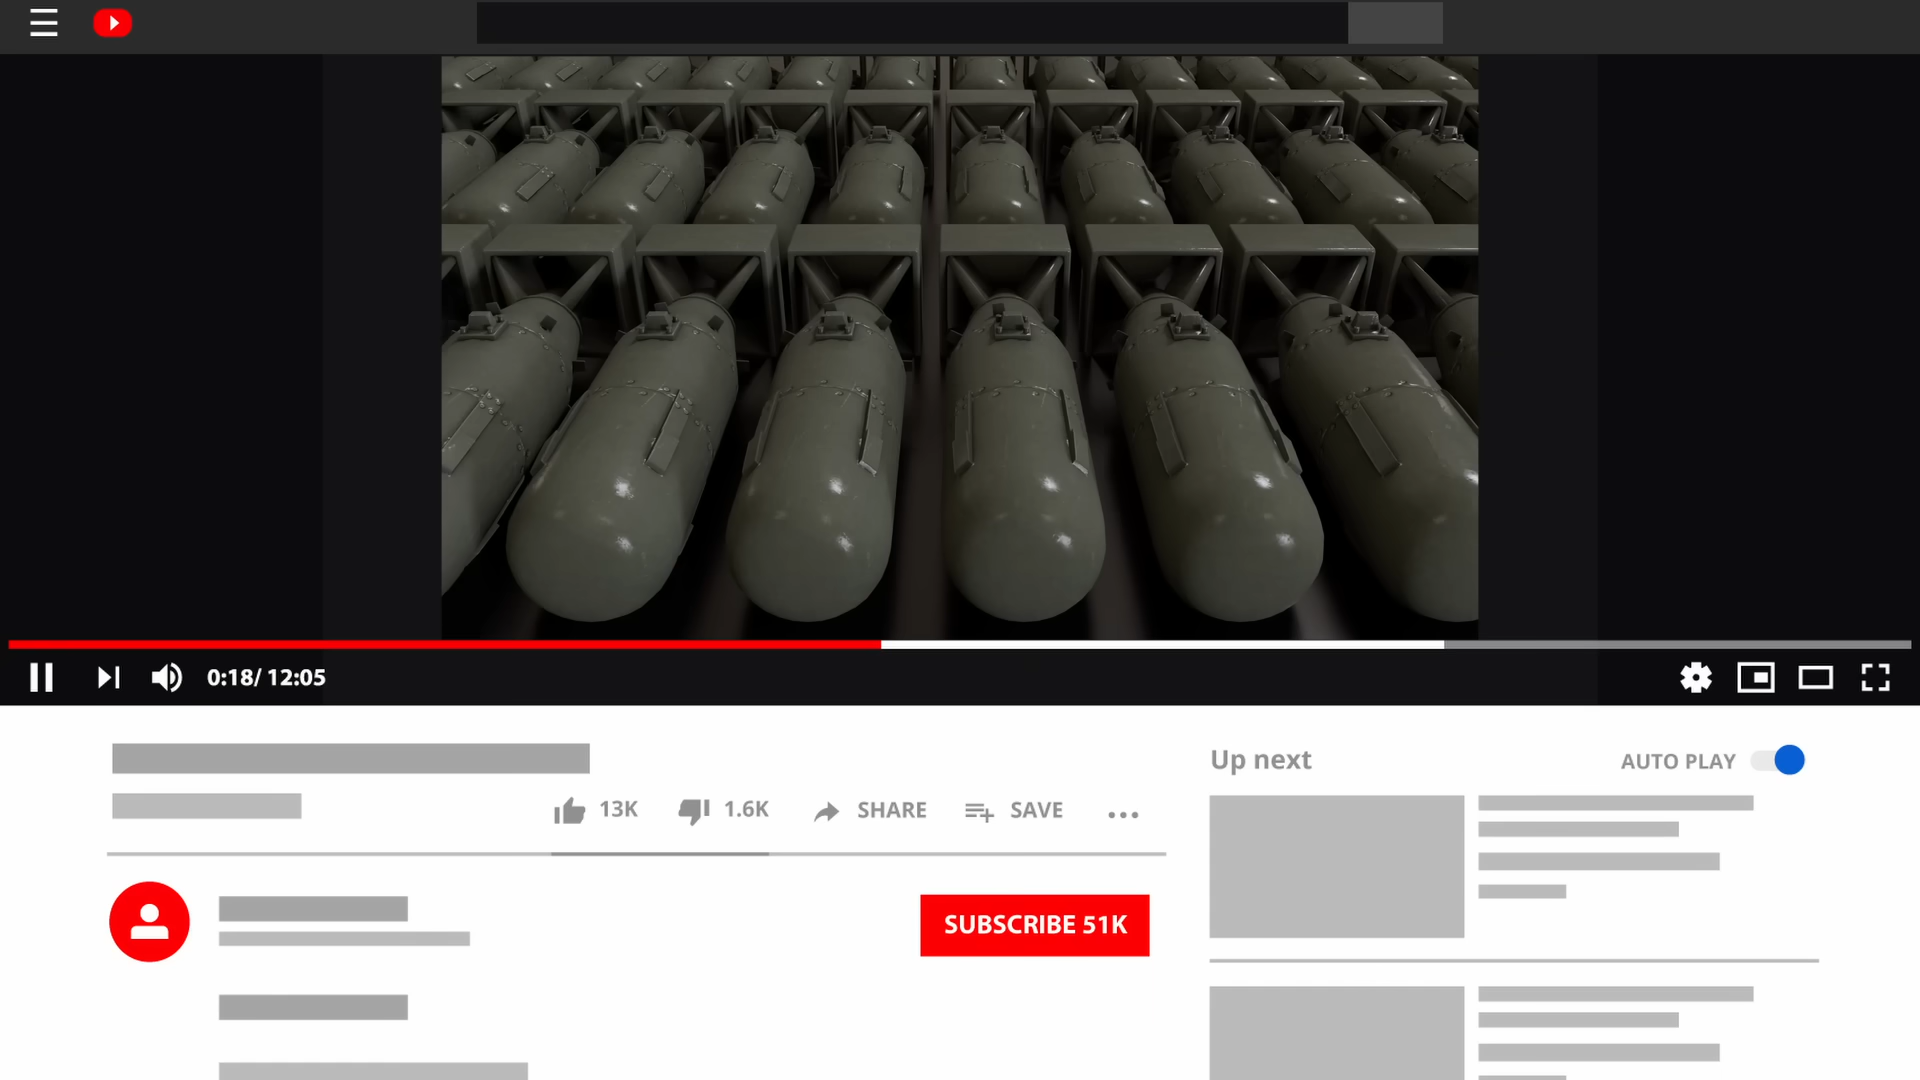 0:18/ 12:05
Up next
AUTO PLAY
13K
1.6K
SHARE
SAVE
SUBSCRIBE 51K